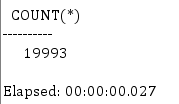 COUNT(*)
----------
19993
Elapsed: 00:00:00.027